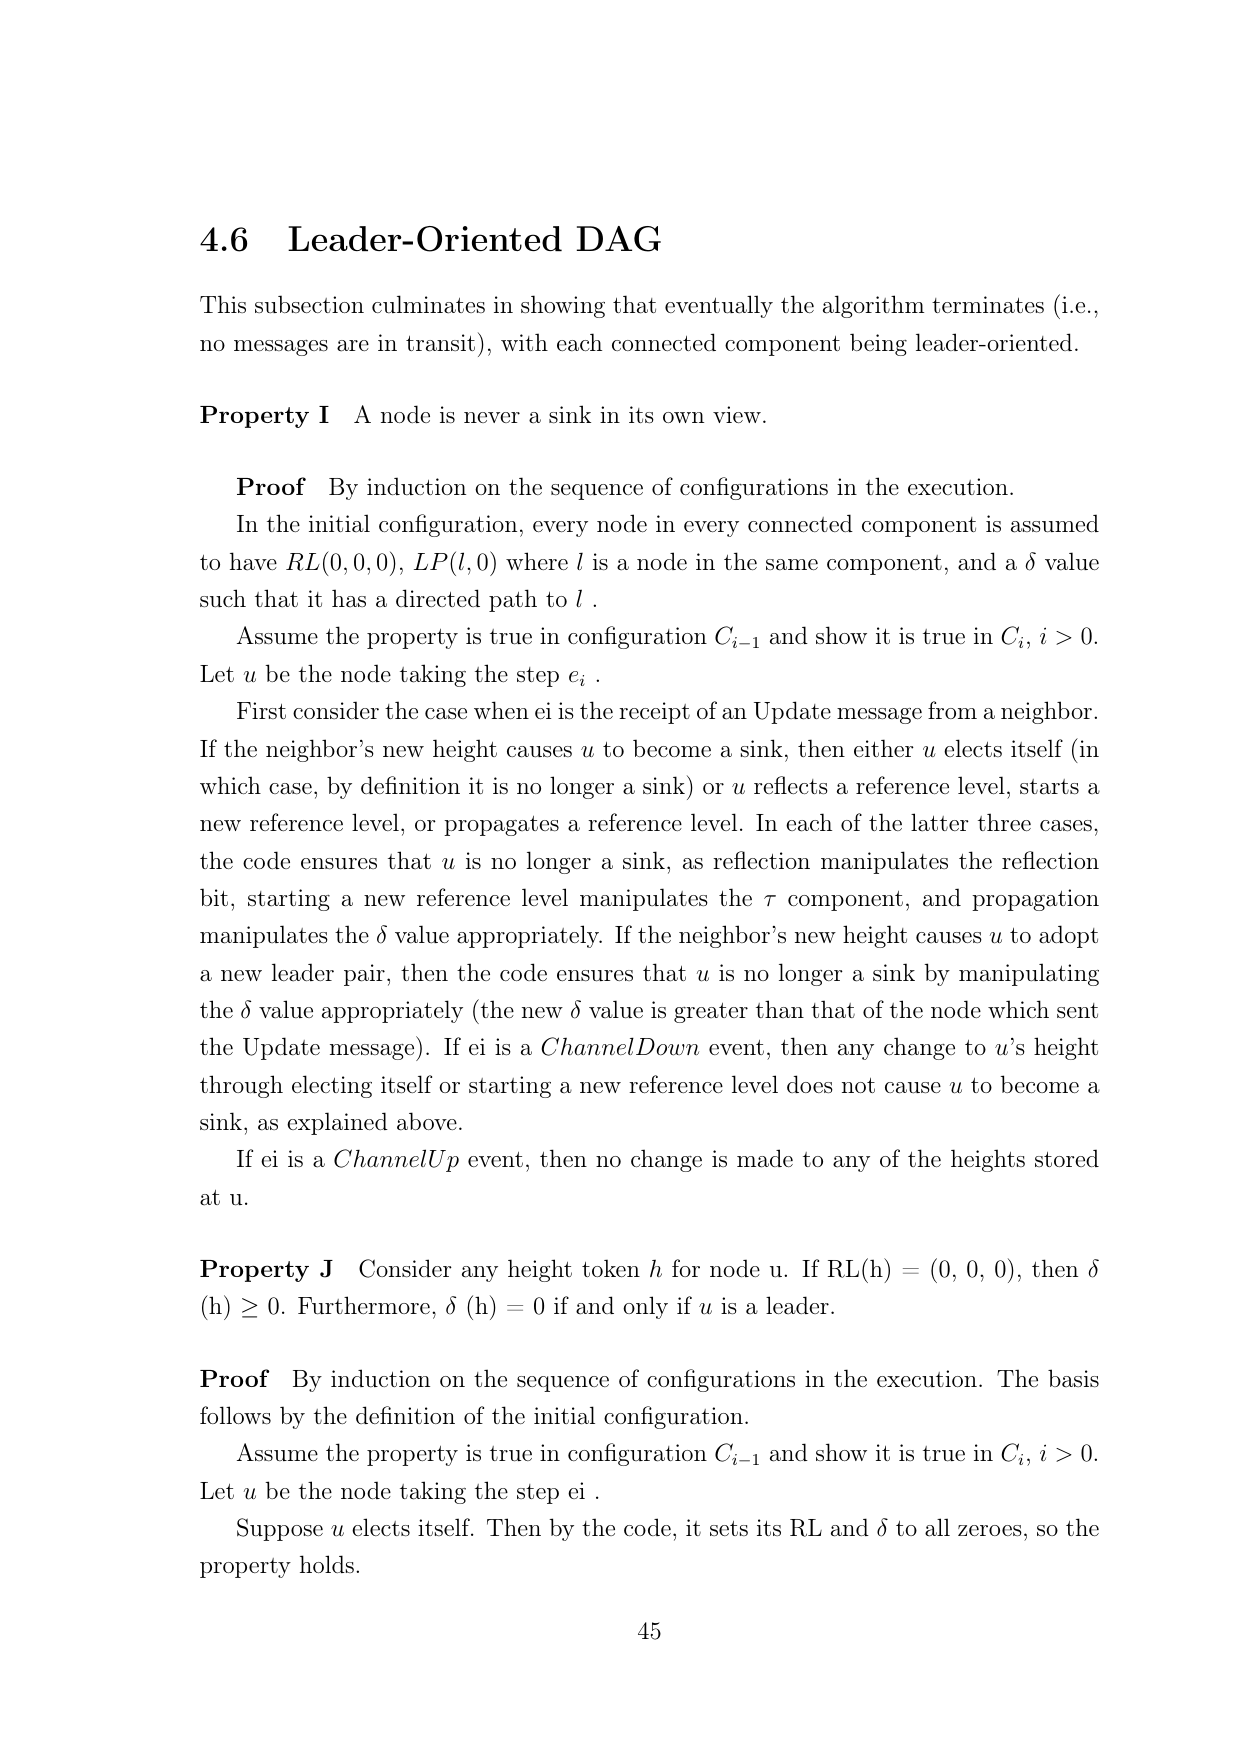 4.6 Leader-Oriented DAG
This subsection culminates in showing that eventually the algorithm terminates (i.e.,
no messages are in transit), with each connected component being leader-oriented.
Property I A node is never a sink in its own view.
Proof By induction on the sequence of configurations in the execution.
In the initial configuration, every node in every connected component is assumed
to have RL(0, 0, 0), LP(l, 0) where l is a node in the same component, and a δ value
such that it has a directed path to l .
Assume the property is true in configuration C_{i−1} and show it is true in C_i, i > 0.
Let u be the node taking the step e_i .
First consider the case when ei is the receipt of an Update message from a neighbor.
If the neighbor's new height causes u to become a sink, then either u elects itself (in
which case, by definition it is no longer a sink) or u reflects a reference level, starts a
new reference level, or propagates a reference level. In each of the latter three cases,
the code ensures that u is no longer a sink, as reflection manipulates the reflection
bit, starting a new reference level manipulates the τ component, and propagation
manipulates the δ value appropriately. If the neighbor's new height causes u to adopt
a new leader pair, then the code ensures that u is no longer a sink by manipulating
the δ value appropriately (the new δ value is greater than that of the node which sent
the Update message). If ei is a ChannelDown event, then any change to u's height
through electing itself or starting a new reference level does not cause u to become a
sink, as explained above.
If ei is a ChannelUp event, then no change is made to any of the heights stored
at u.
Property J Consider any height token h for node u. If RL(h) = (0, 0, 0), then δ
(h) ≥ 0. Furthermore, δ (h) = 0 if and only if u is a leader.
Proof By induction on the sequence of configurations in the execution. The basis
follows by the definition of the initial configuration.
Assume the property is true in configuration C_{i−1} and show it is true in C_i, i > 0.
Let u be the node taking the step ei .
Suppose u elects itself. Then by the code, it sets its RL and δ to all zeroes, so the
property holds.
45